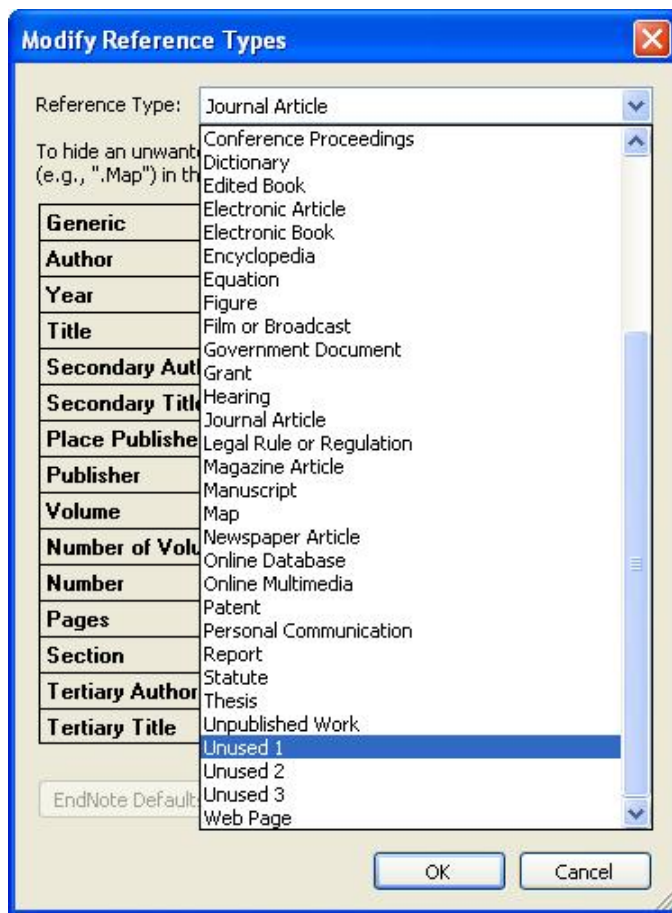 Modify Reference Types
Reference Type:
Journal Article
To hide an unwant
(e.g., ".Map") in th
Conference Proceedings
Dictionary
Edited Book
Electronic Article
Electronic Book
Encyclopedia
Equation
Figure
Film or Broadcast
Government Document
Grant
Hearing
Journal Article
Legal Rule or Regulation
Magazine Article
Manuscript
Map
Newspaper Article
Online Database
Online Multimedia
Patent
Personal Communication
Report
Statute
Thesis
Unpublished Work
Unused 1
Unused 2
Unused 3
Web Page
Generic
Author
Year
Title
Secondary Auth
Secondary Title
Place Publishe
Publisher
Volume
Number of Volu
Number
Pages
Section
Tertiary Author
Tertiary Title
EndNote Defaults
OK
Cancel